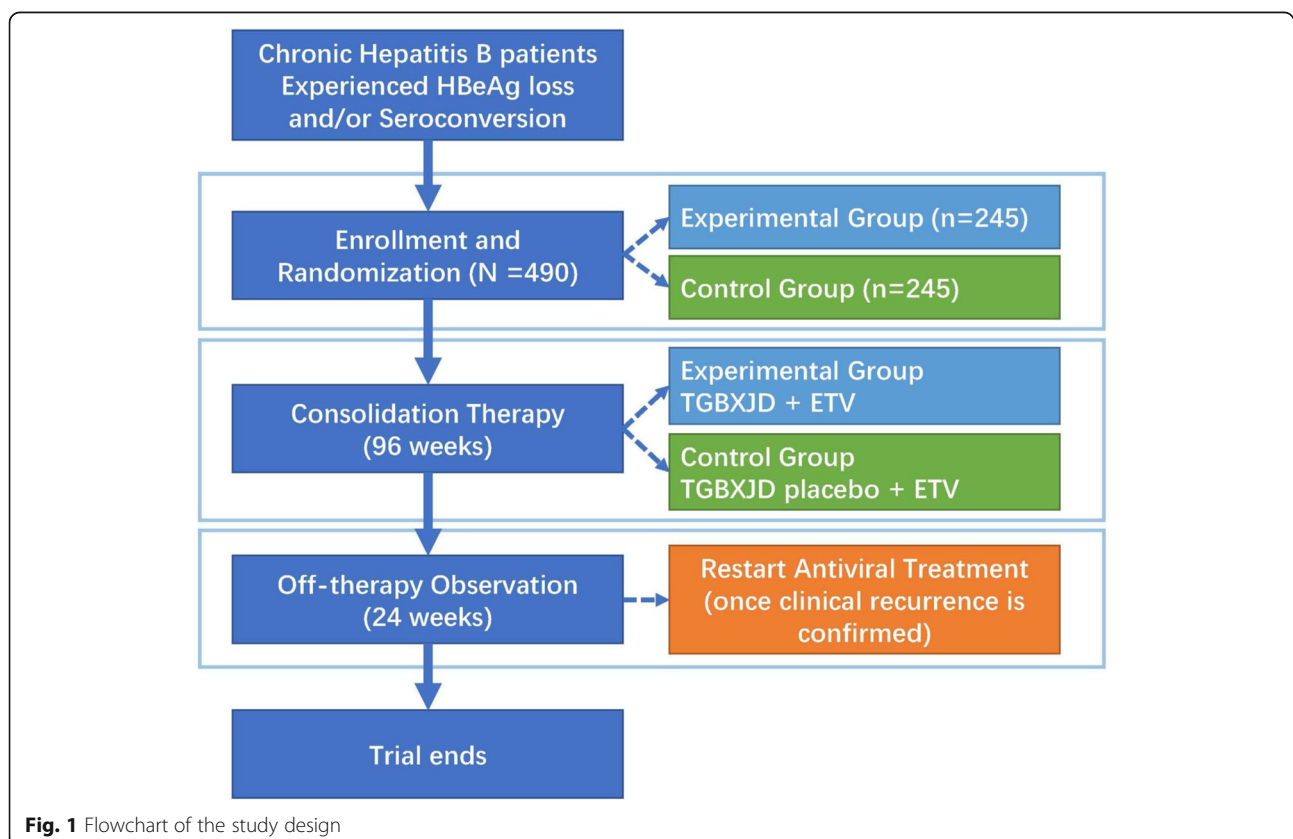 Chronic Hepatitis B patients
Experienced HBeAg loss
and/or Seroconversion
Enrollment and
Randomization (N =490)
Experimental Group (n=245)
Control Group (n=245)
Consolidation Therapy
(96 weeks)
Experimental Group
TGBXJD + ETV
Control Group
TGBXJD placebo + ETV
Off-therapy Observation
(24 weeks)
Restart Antiviral Treatment
(once clinical recurrence is
confirmed)
Trial ends
Fig. 1 Flowchart of the study design